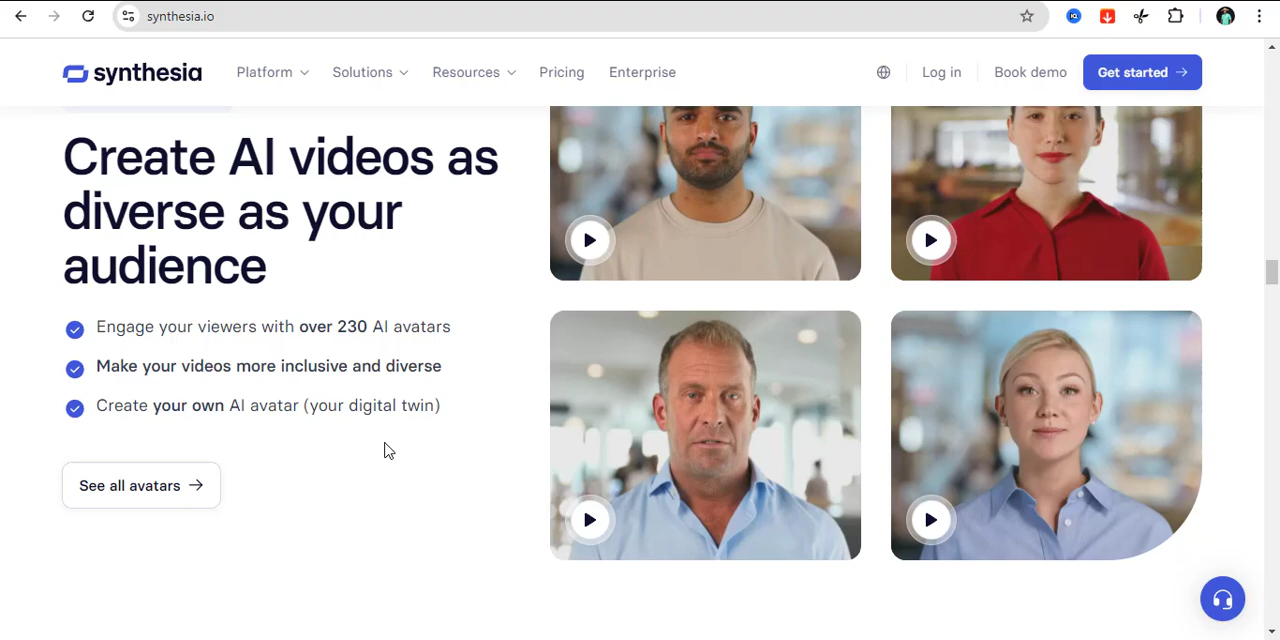 synthesia.io
synthesia
Platform
Solutions
Resources
Pricing
Enterprise
Log in
Book demo
Get started →
Create AI videos as
diverse as your
audience
Engage your viewers with over 230 AI avatars
Make your videos more inclusive and diverse
Create your own AI avatar (your digital twin)
See all avatars →